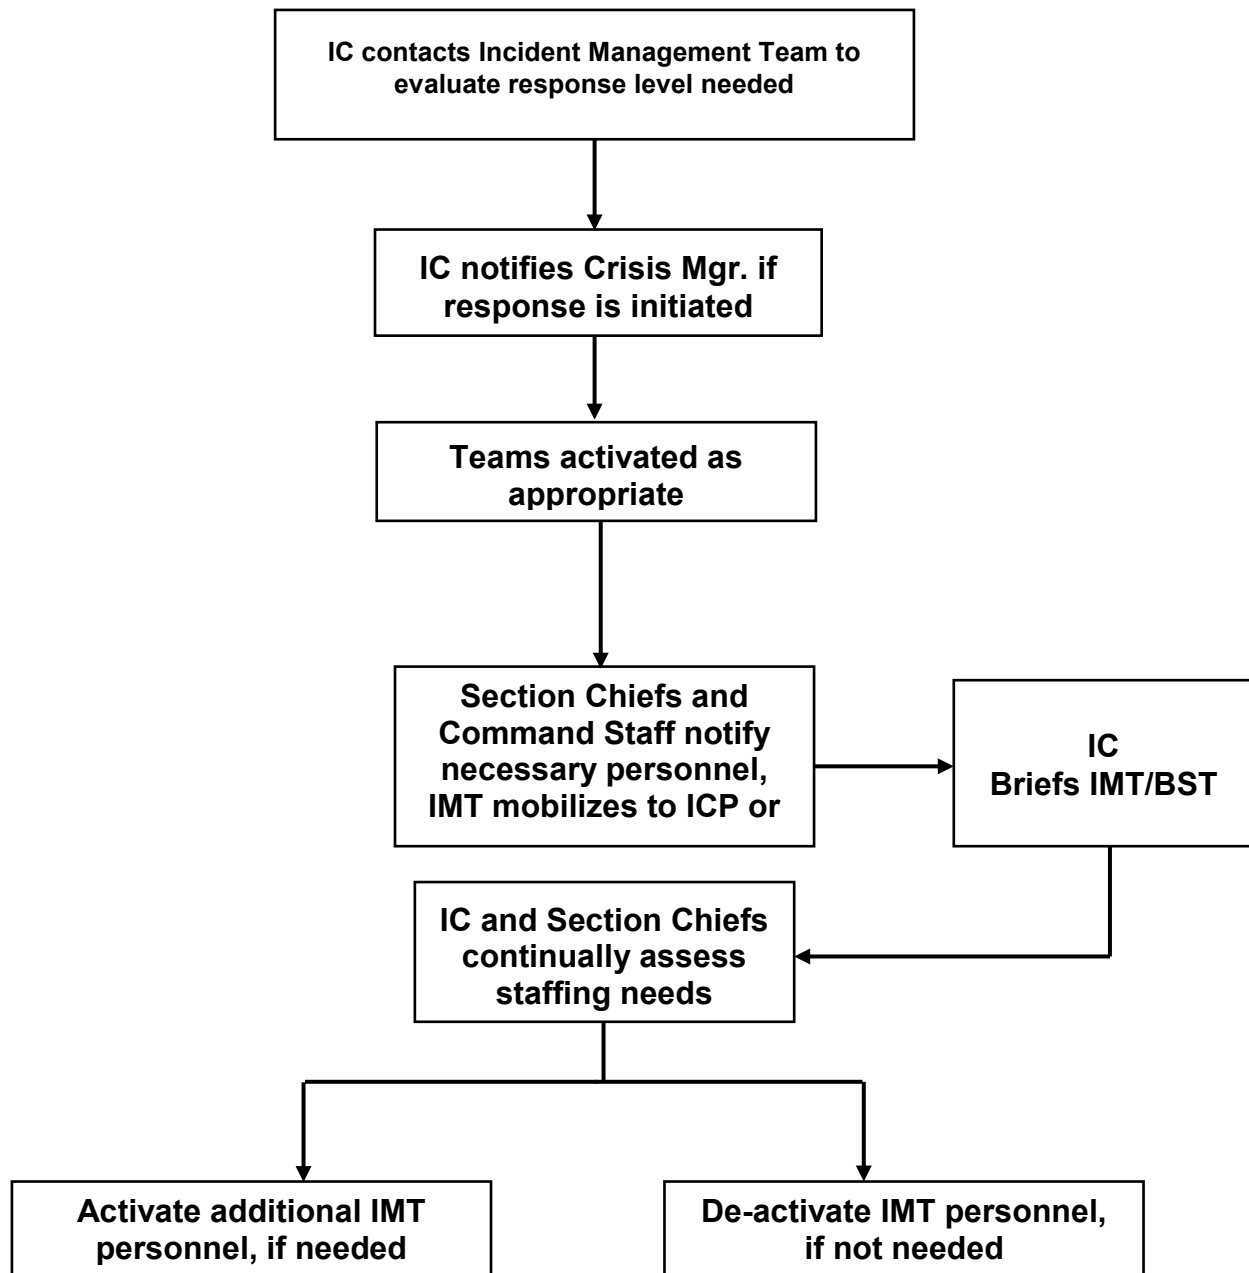 IC contacts Incident Management Team to
evaluate response level needed
IC notifies Crisis Mgr. if
response is initiated
Teams activated as
appropriate
Section Chiefs and
Command Staff notify
necessary personnel,
IMT mobilizes to ICP or
IC
Briefs IMT/BST
IC and Section Chiefs
continually assess
staffing needs
Activate additional IMT
personnel, if needed
De-activate IMT personnel,
if not needed